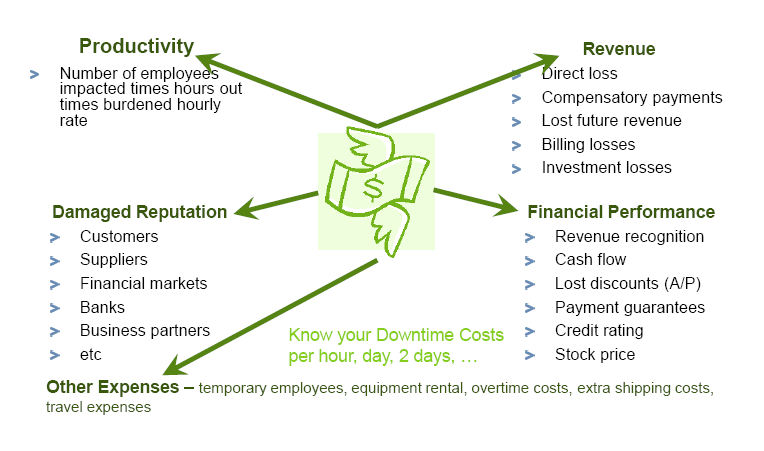 Productivity
> Number of employees
impacted times hours out
times burdened hourly
rate
Revenue
> Direct loss
> Compensatory payments
> Lost future revenue
> Billing losses
> Investment losses
$
Damaged Reputation
> Customers
> Suppliers
> Financial markets
> Banks
> Business partners
> etc
Financial Performance
> Revenue recognition
> Cash flow
> Lost discounts (A/P)
> Payment guarantees
> Credit rating
> Stock price
Know your Downtime Costs
per hour, day, 2 days, …
Other Expenses – temporary employees, equipment rental, overtime costs, extra shipping costs,
travel expenses